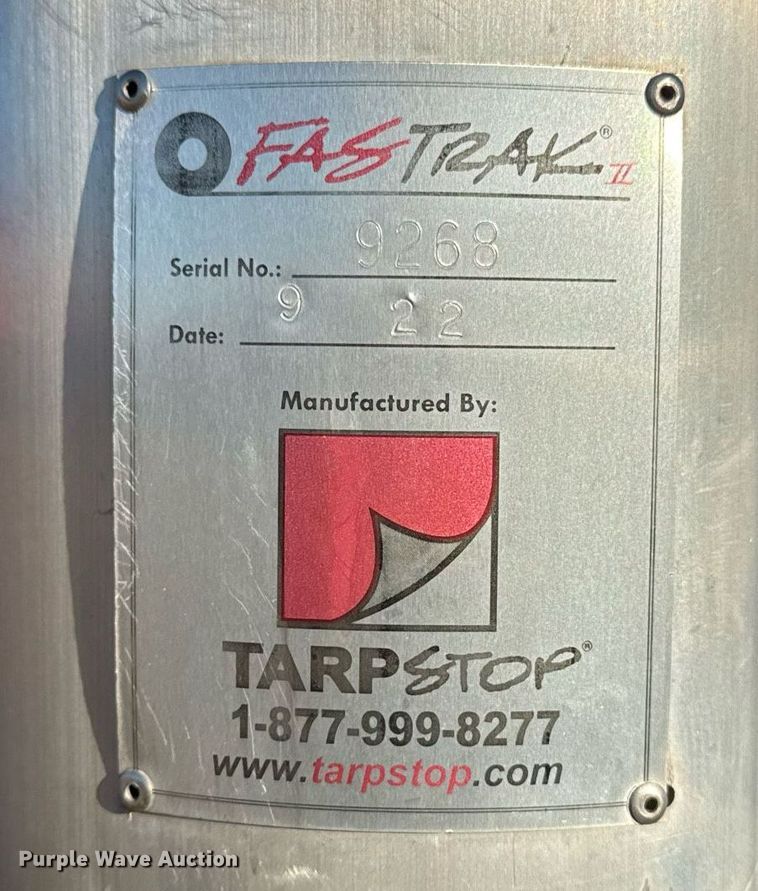 FASTRAK® II
Serial No.: 9268
Date: 9 22
Manufactured By:
TARPSTOP®
1-877-999-8277
www.tarpstop.com
Purple Wave Auction